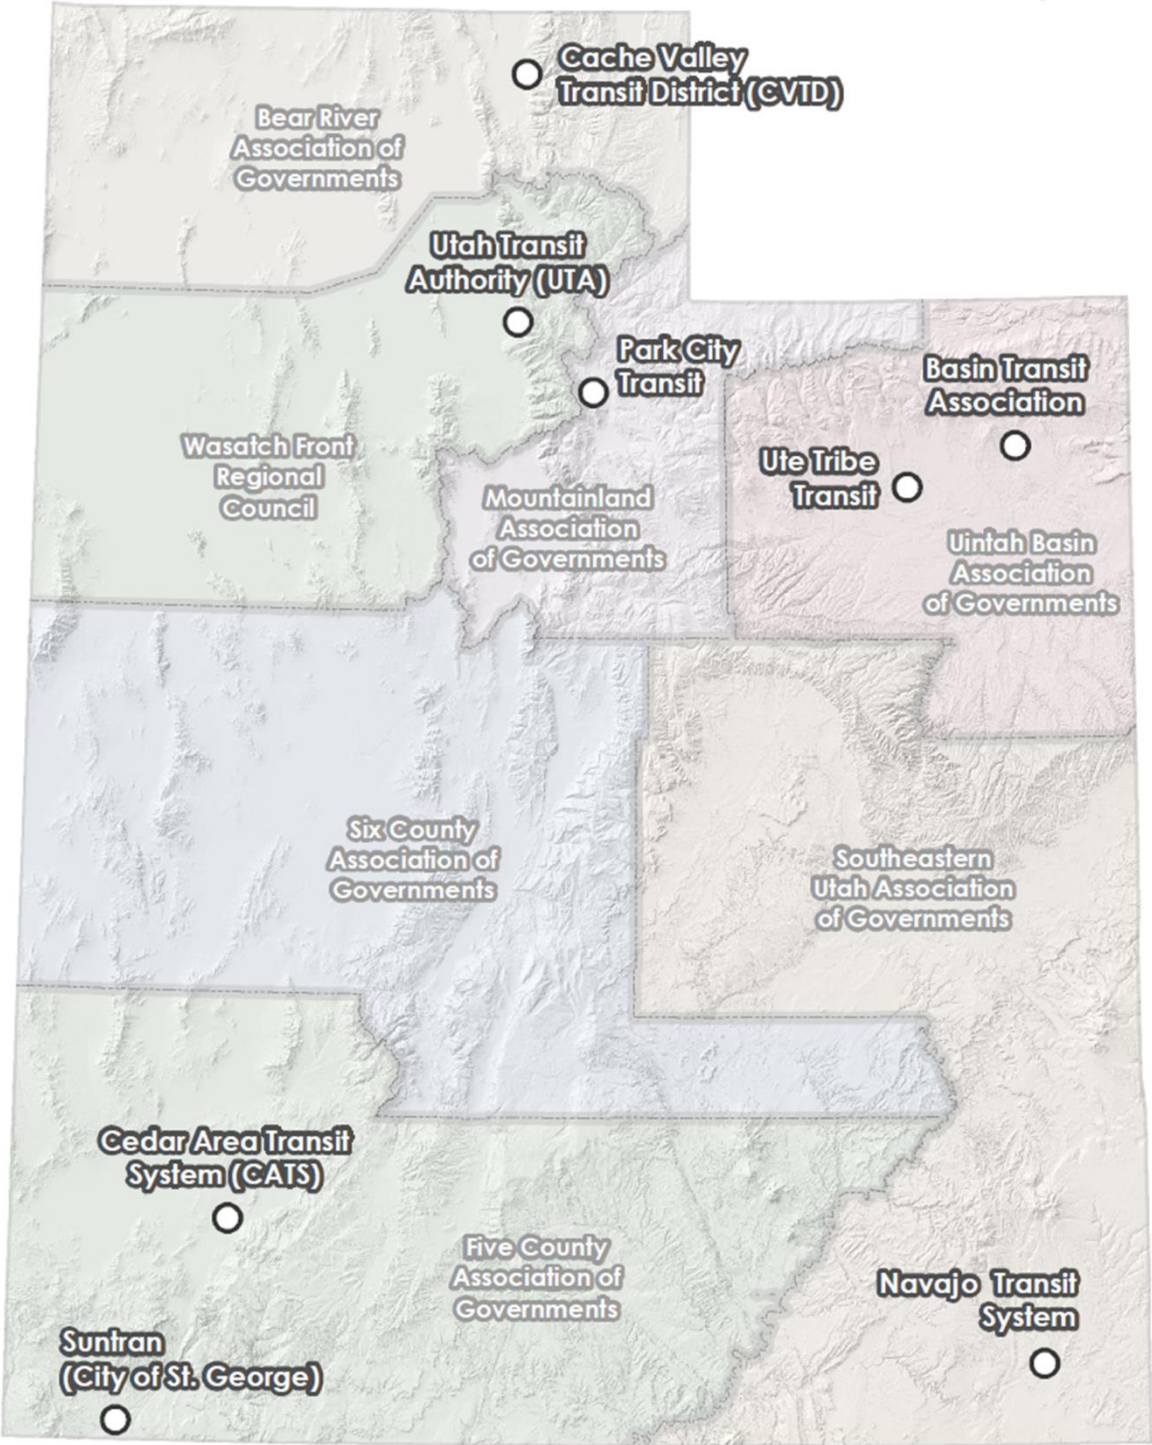 Cache Valley
Transit District (CVTD)
Bear River
Association of
Governments
Utah Transit
Authority (UTA)
Park City
Transit
Basin Transit
Association
Ute Tribe
Transit
Wasatch Front
Regional
Council
Mountainland
Association
of Governments
Uintah Basin
Association
of Governments
Six County
Association of
Governments
Southeastern
Utah Association
of Governments
Cedar Area Transit
System (CATS)
Five County
Association of
Governments
Navajo Transit
System
Suntran
(City of St. George)